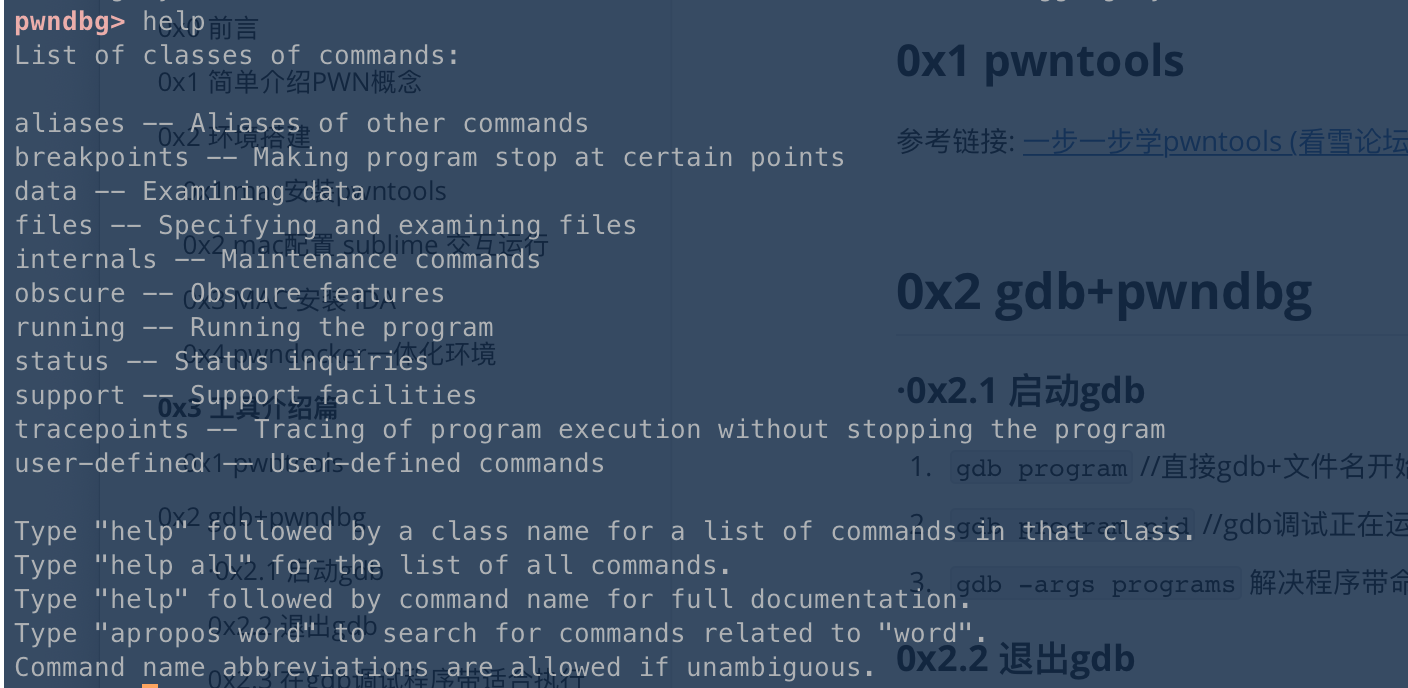 pwndbg> help
List of classes of commands:
aliases -- Aliases of other commands
breakpoints -- Making program stop at certain points
data -- Examining data
files -- Specifying and examining files
internals -- Maintenance commands
obscure -- Obscure features
running -- Running the program
status -- Status inquiries
support -- Support facilities
tracepoints -- Tracing of program execution without stopping the program
user-defined -- User-defined commands
Type "help" followed by a class name for a list of commands in that class.
Type "help all" for the list of all commands.
Type "help" followed by command name for full documentation.
Type "apropos word" to search for commands related to "word".
Command name abbreviations are allowed if unambiguous.
0x0 前言
0x1 简单介绍PWN概念
0x2 环境搭建
0x1 mac安装pwntools
0x2 mac配置 sublime 交互运行
0x3 MAC 安装 IDA
0x4 pwndocker一体化环境
0x3 工具介绍篇
0x1 pwntools
0x2 gdb+pwndbg
·0x2.1 启动gdb
0x2.2 退出gdb
0x2.3 在gdb调试程序带适合执行
0x1 pwntools
参考链接: 一步一步学pwntools (看雪论坛
0x2 gdb+pwndbg
·0x2.1 启动gdb
1. gdb program //直接gdb+文件名开始
2. gdb program pid //gdb调试正在运
3. gdb -args programs 解决程序带命
0x2.2 退出gdb